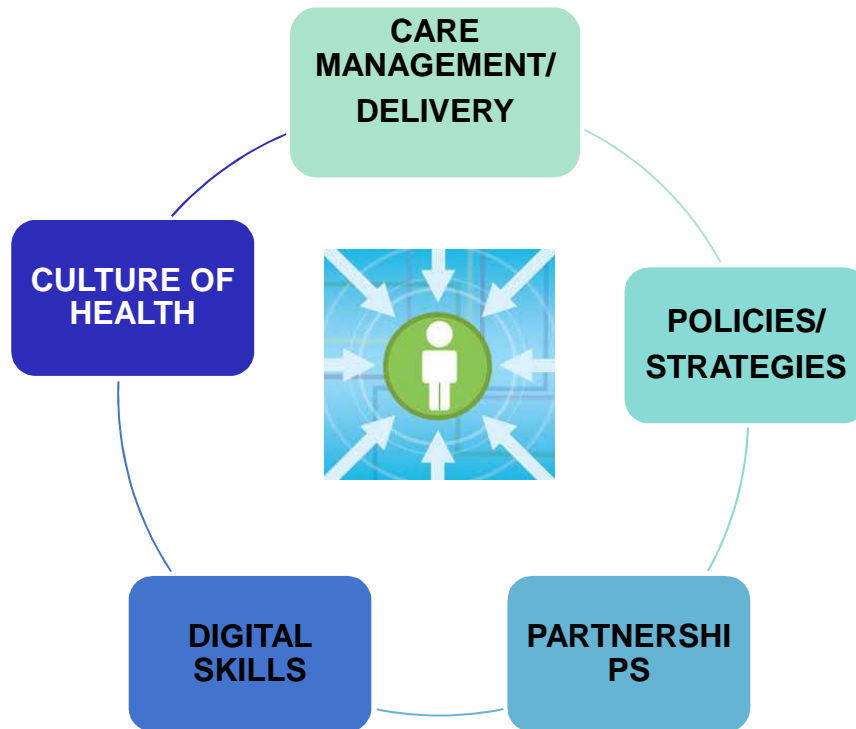 CARE
MANAGEMENT/
DELIVERY
CULTURE OF
HEALTH
POLICIES/
STRATEGIES
DIGITAL
SKILLS
PARTNERSHI
PS